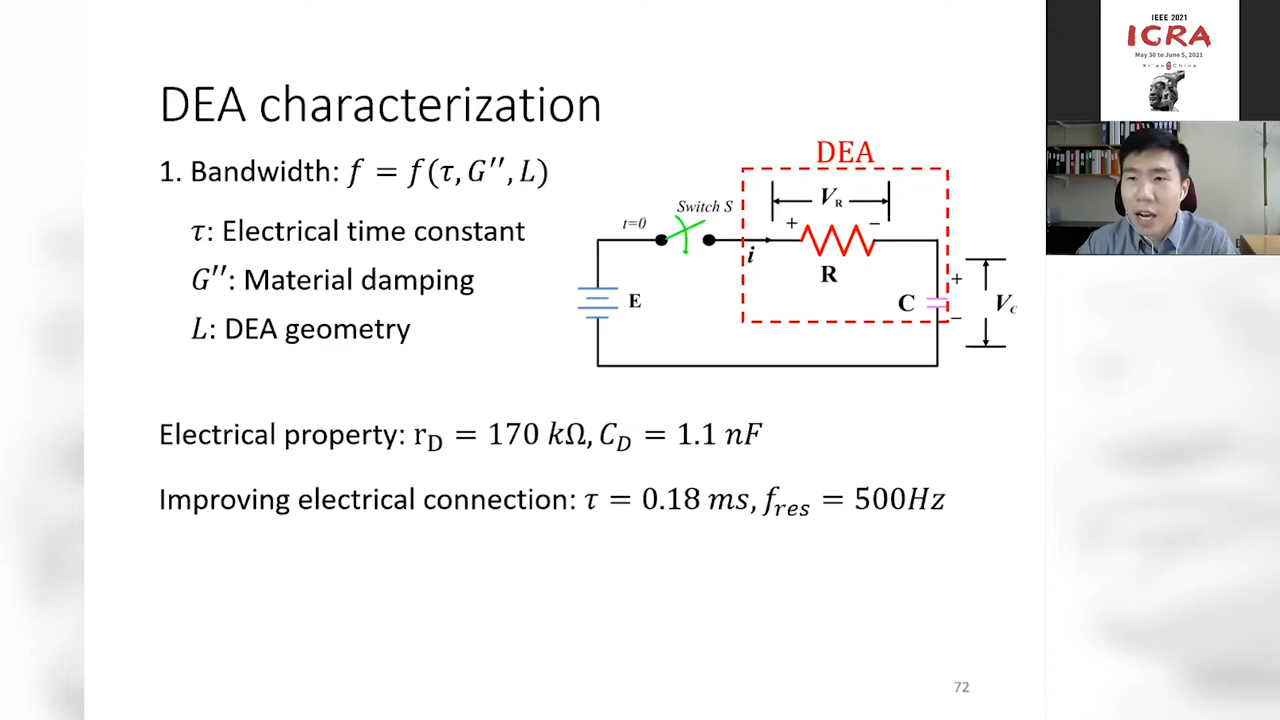 IEEE 2021
ICRA
May 30 to June 5, 2021
Xi'an China
DEA characterization
1. Bandwidth: f = f(τ, G′′, L)
τ: Electrical time constant
G′′: Material damping
L: DEA geometry
DEA
Switch S
t=0
+ V_R −
i
R
E
C
+
V_C
−
Electrical property: r_D = 170 kΩ, C_D = 1.1 nF
Improving electrical connection: τ = 0.18 ms, f_res = 500Hz
72